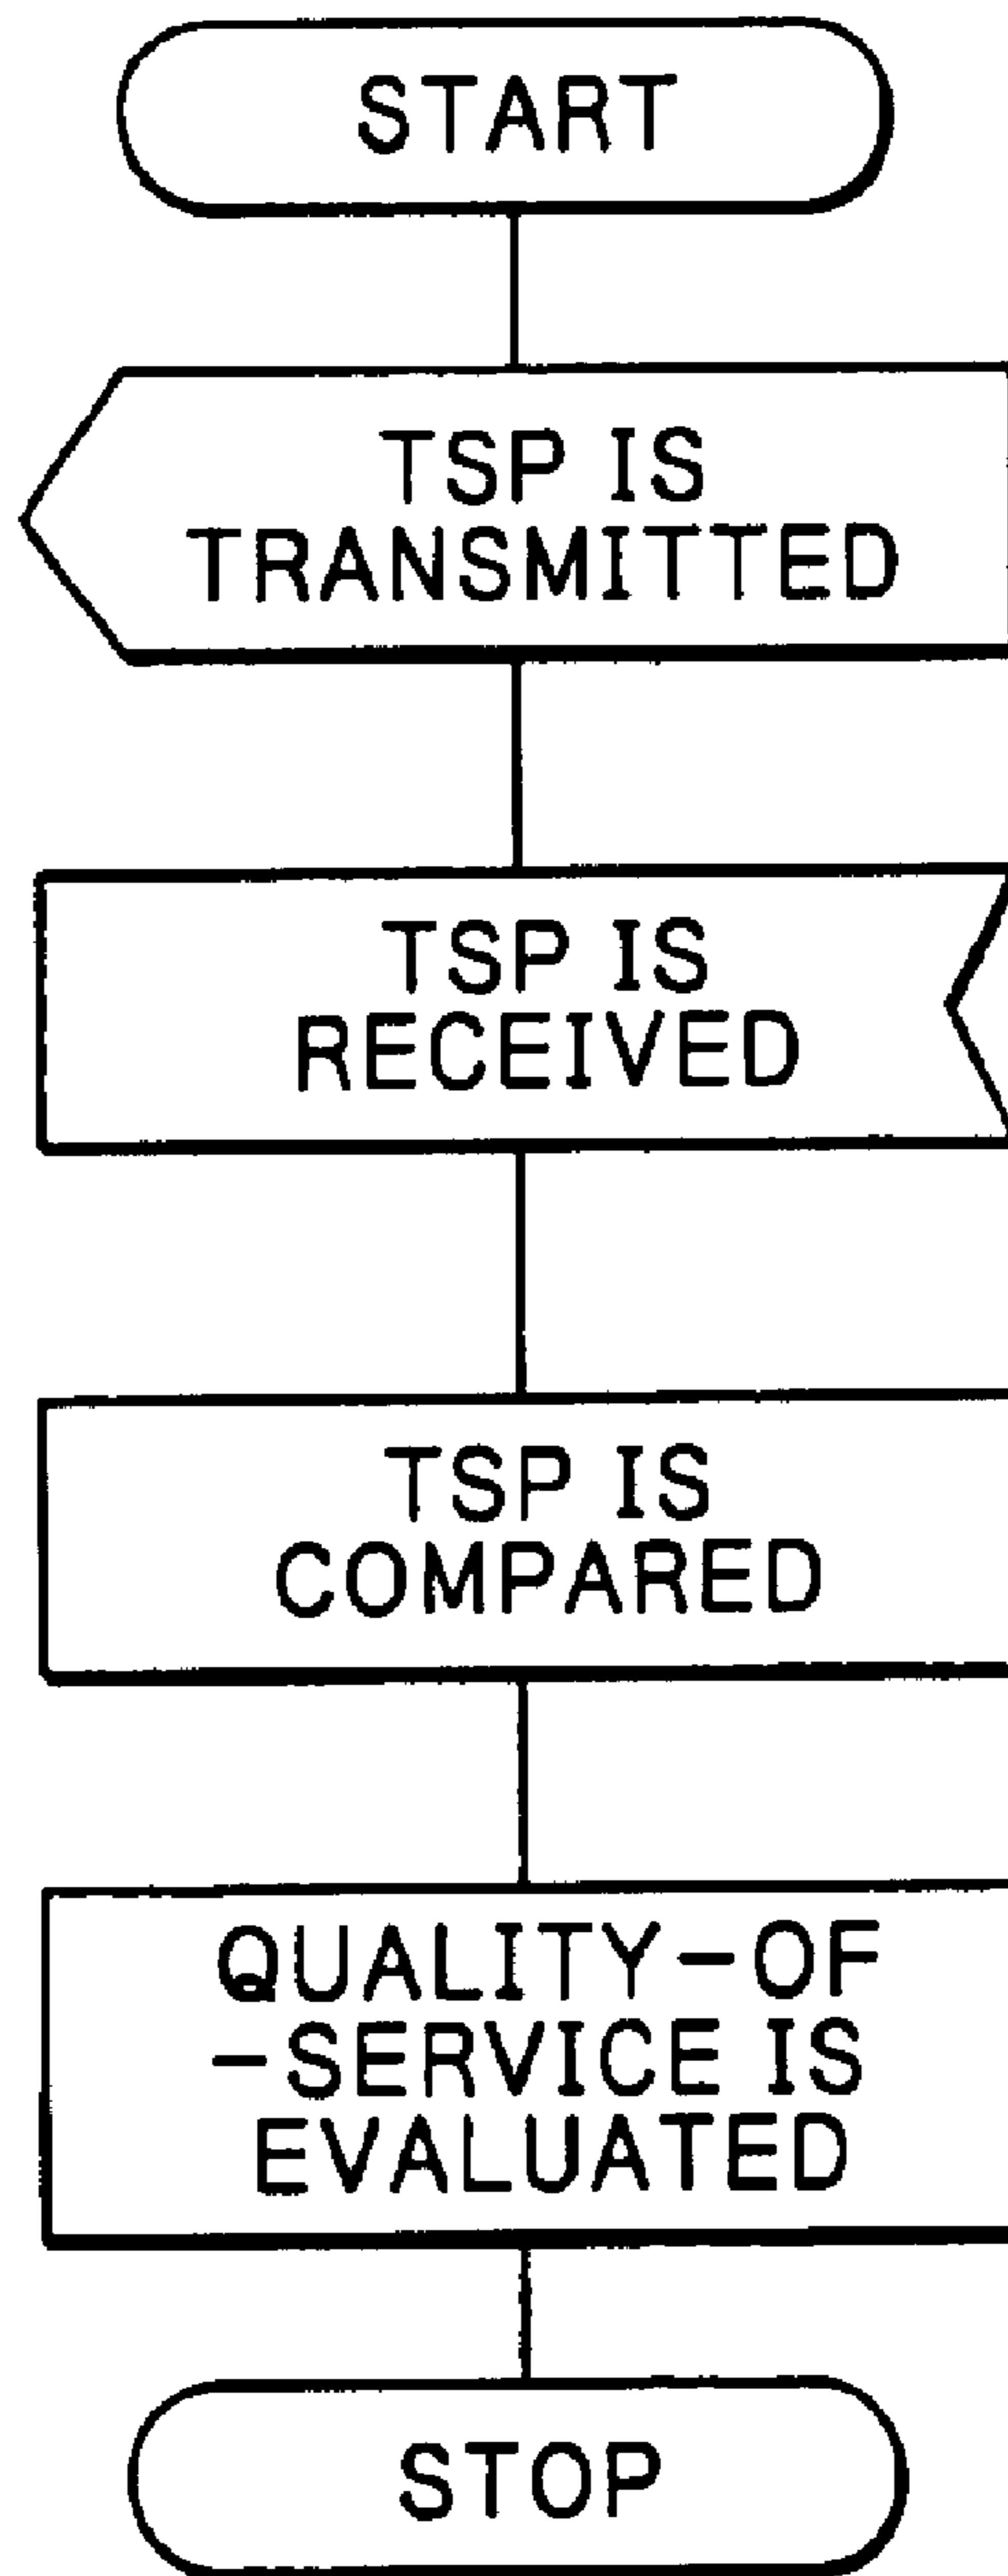 START
TSP IS
TRANSMITTED
TSP IS
RECEIVED
TSP IS
COMPARED
QUALITY-OF
-SERVICE IS
EVALUATED
STOP